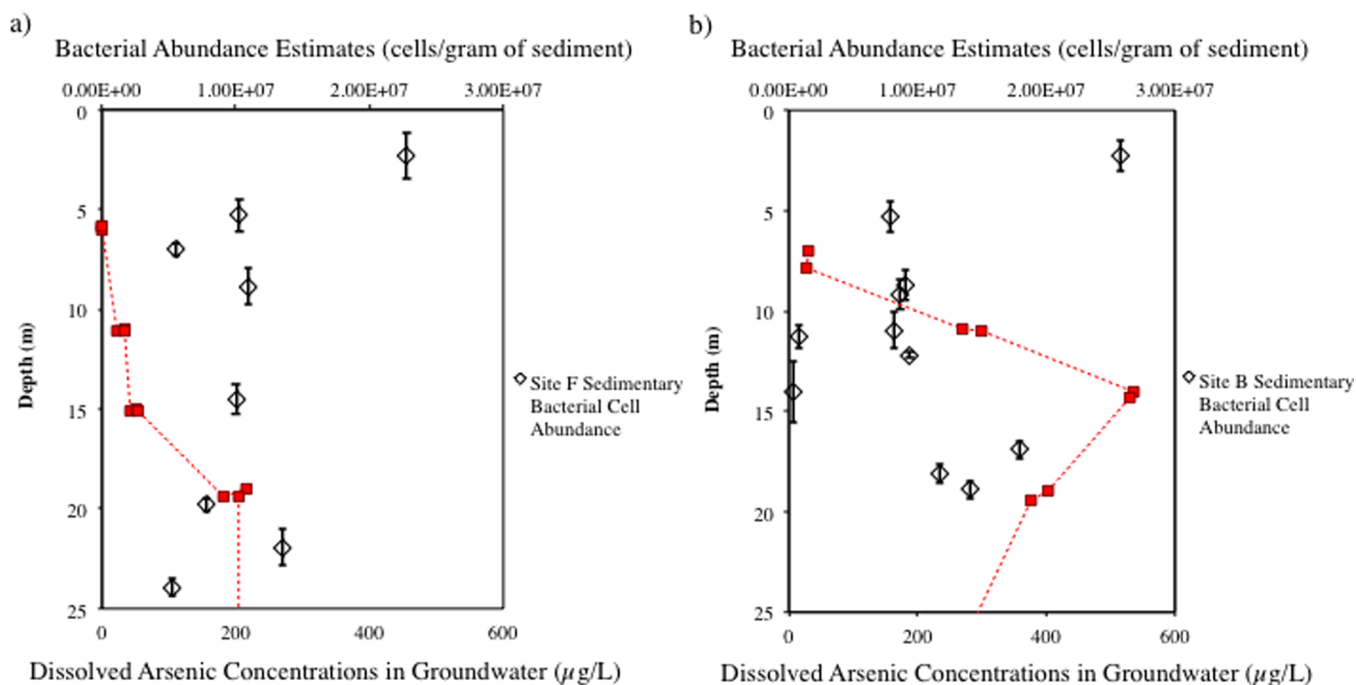 a)
Bacterial Abundance Estimates (cells/gram of sediment)
0.00E+00 1.00E+07 2.00E+07 3.00E+07
0
5
10
15
20
25
Depth (m)
0 200 400 600
Dissolved Arsenic Concentrations in Groundwater (µg/L)
Site F Sedimentary
Bacterial Cell
Abundance
b)
Bacterial Abundance Estimates (cells/gram of sediment)
0.00E+00 1.00E+07 2.00E+07 3.00E+07
0
5
10
15
20
25
Depth (m)
0 200 400 600
Dissolved Arsenic Concentrations in Groundwater (µg/L)
Site B Sedimentary
Bacterial Cell
Abundance